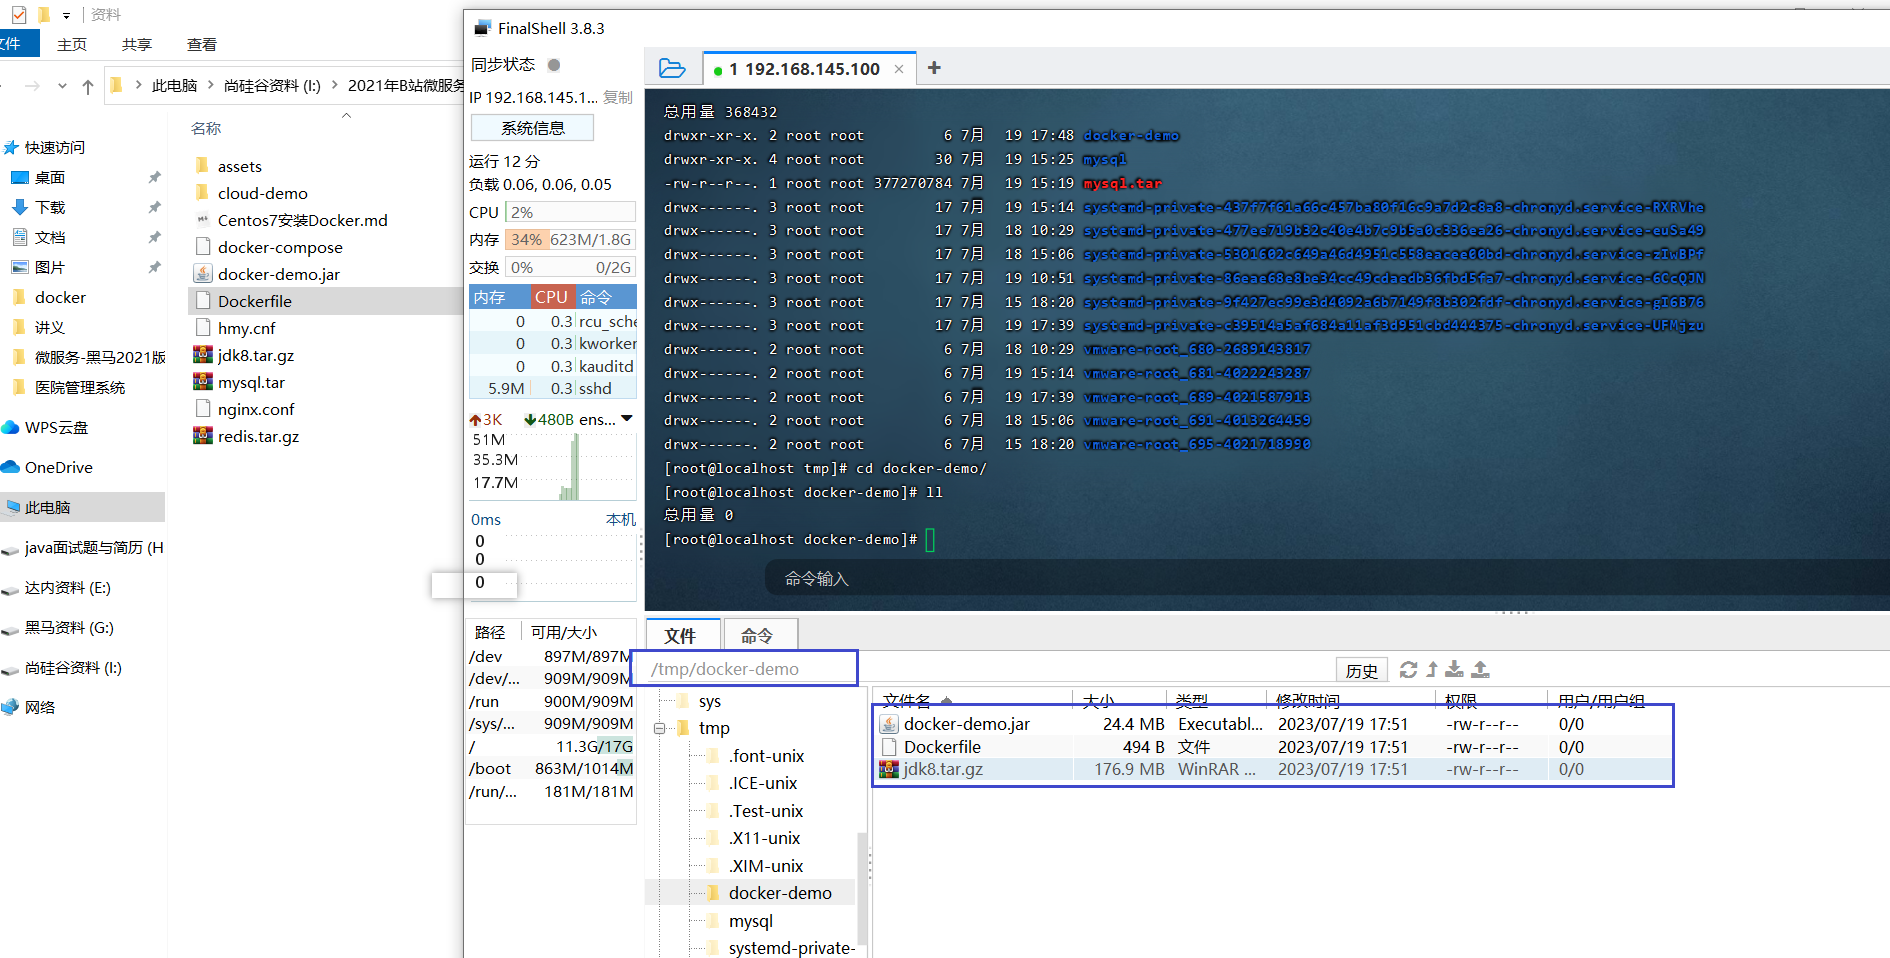 资料
文件
主页
共享
查看
此电脑
尚硅谷资料 (I:)
2021年B站微服务
名称
快速访问
桌面
下载
文档
图片
docker
讲义
微服务-黑马2021版
医院管理系统
WPS云盘
OneDrive
此电脑
java面试题与简历 (H
达内资料 (E:)
黑马资料 (G:)
尚硅谷资料 (I:)
网络
assets
cloud-demo
Centos7安装Docker.md
docker-compose
docker-demo.jar
Dockerfile
hmy.cnf
jdk8.tar.gz
mysql.tar
nginx.conf
redis.tar.gz
FinalShell 3.8.3
同步状态
IP 192.168.145.1... 复制
系统信息
运行 12 分
负载 0.06, 0.06, 0.05
CPU 2%
内存 34% 623M/1.8G
交换 0% 0/2G
内存 CPU 命令
0 0.3 rcu_sche
0 0.3 kworker
0 0.3 kauditd
5.9M 0.3 sshd
3K 480B ens...
51M
35.3M
17.7M
0ms 本机
0
0
0
路径 可用/大小
/dev 897M/897M
/dev/... 909M/909M
/run 900M/909M
/sys/... 909M/909M
/ 11.3G/17G
/boot 863M/1014M
/run/... 181M/181M
1 192.168.145.100
总用量 368432
drwxr-xr-x. 2 root root 6 7月 19 17:48 docker-demo
drwxr-xr-x. 4 root root 30 7月 19 15:25 mysql
-rw-r--r--. 1 root root 377270784 7月 19 15:19 mysql.tar
drwx------. 3 root root 17 7月 19 15:14 systemd-private-437f7f61a66c457ba80f16c9a7d2c8a8-chronyd.service-RXRVhe
drwx------. 3 root root 17 7月 18 10:29 systemd-private-477ee719b32c40e4b7c9b5a0c336ea26-chronyd.service-euSa49
drwx------. 3 root root 17 7月 18 15:06 systemd-private-5301602c649a46d4951c558eacee00bd-chronyd.service-zIwBPf
drwx------. 3 root root 17 7月 19 10:51 systemd-private-86eae68a8be34cc49cdaedb36fbd5fa7-chronyd.service-6CcQJN
drwx------. 3 root root 17 7月 15 18:20 systemd-private-9f427ec99c3d4092a6b7149f8b302fdf-chronyd.service-gI6B76
drwx------. 3 root root 17 7月 19 17:39 systemd-private-c39514a5af684a11af3d951cbd444375-chronyd.service-UFMjzu
drwx------. 2 root root 6 7月 18 10:29 vmware-root_680-2689143817
drwx------. 2 root root 6 7月 19 15:14 vmware-root_681-4022243287
drwx------. 2 root root 6 7月 19 17:39 vmware-root_689-4021587913
drwx------. 2 root root 6 7月 18 15:06 vmware-root_691-4013264459
drwx------. 2 root root 6 7月 15 18:20 vmware-root_695-4021718990
[root@localhost tmp]# cd docker-demo/
[root@localhost docker-demo]# ll
总用量 0
[root@localhost docker-demo]#
命令输入
文件 命令
/tmp/docker-demo
历史
sys
tmp
.font-unix
.ICE-unix
.Test-unix
.X11-unix
.XIM-unix
docker-demo
mysql
systemd-private-
文件名 大小 类型 修改时间 权限 用户/用户组
docker-demo.jar 24.4 MB Executabl... 2023/07/19 17:51 -rw-r--r-- 0/0
Dockerfile 494 B 文件 2023/07/19 17:51 -rw-r--r-- 0/0
jdk8.tar.gz 176.9 MB WinRAR ... 2023/07/19 17:51 -rw-r--r-- 0/0